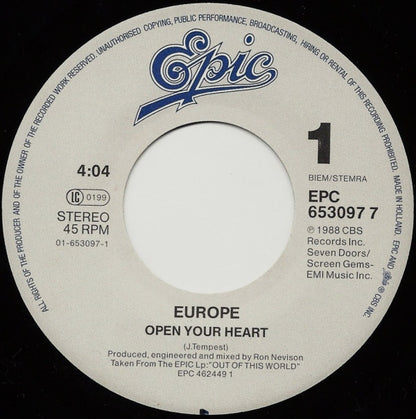 ALL RIGHTS OF THE PRODUCER AND OF THE OWNER OF THE RECORDED WORK RESERVED. UNAUTHORISED COPYING, PUBLIC PERFORMANCE, BROADCASTING, HIRING OR RENTAL OF THIS RECORDING PROHIBITED. MADE IN HOLLAND. EPIC AND ® CBS INC.
Epic
1
4:04
LC 0199
STEREO
45 RPM
01-653097-1
BIEM/STEMRA
EPC
653097 7
℗ 1988 CBS
Records Inc.
Seven Doors/
Screen Gems-
EMI Music Inc.
EUROPE
OPEN YOUR HEART
(J.Tempest)
Produced, engineered and mixed by Ron Nevison
Taken From The EPIC Lp:"OUT OF THIS WORLD"
EPC 462449 1